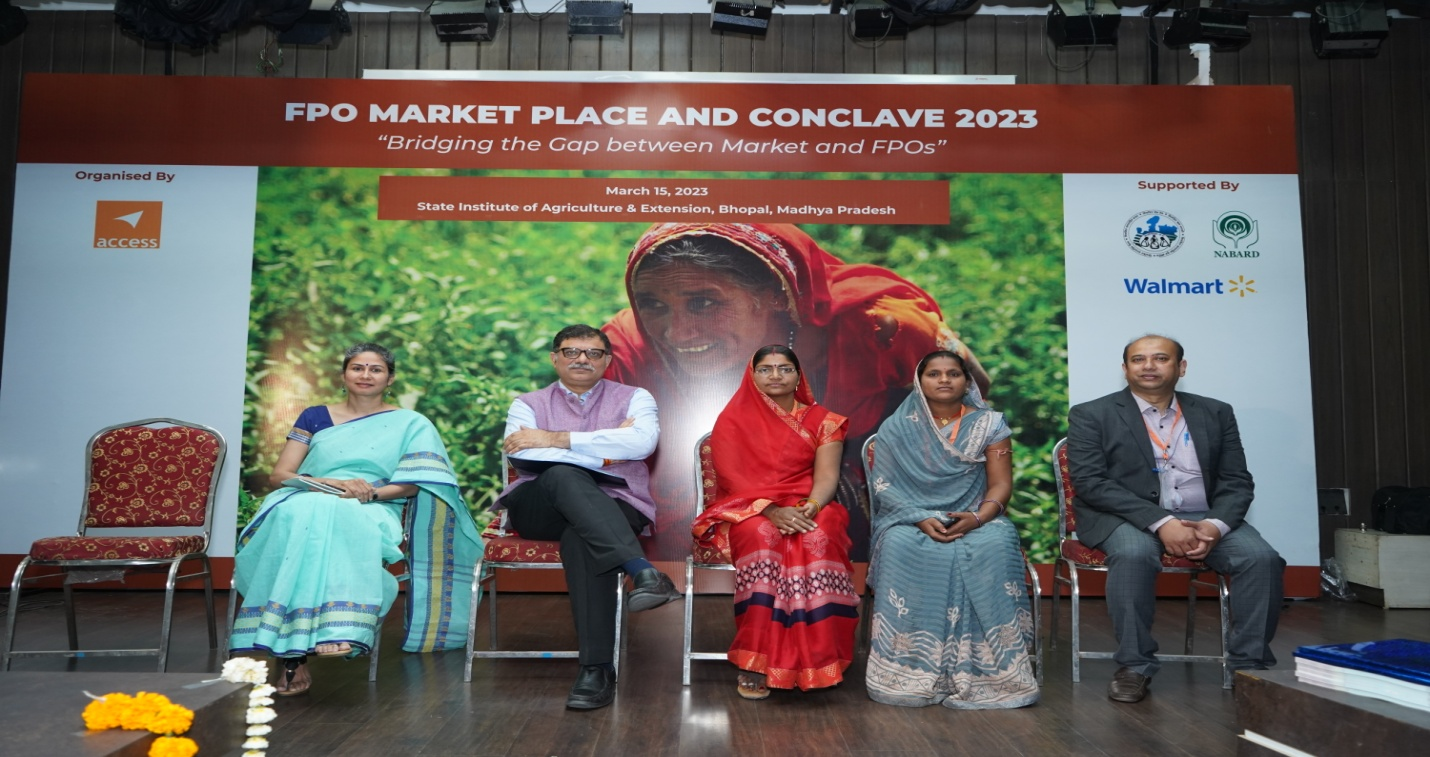 FPO MARKET PLACE AND CONCLAVE 2023
“Bridging the Gap between Market and FPOs”
Organised By
access
March 15, 2023
State Institute of Agriculture & Extension, Bhopal, Madhya Pradesh
Supported By
NABARD
Walmart